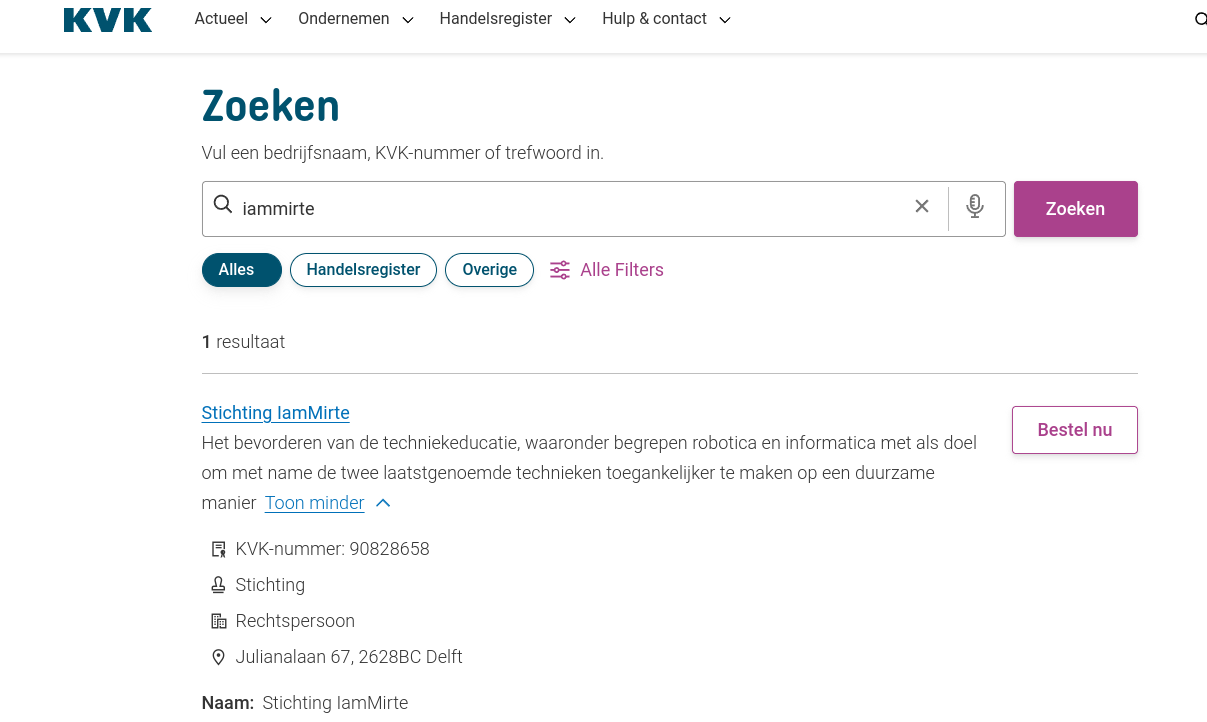 KVK Actueel Ondernemen Handelsregister Hulp & contact
Zoeken
Vul een bedrijfsnaam, KVK-nummer of trefwoord in.
iammirte Zoeken
Alles Handelsregister Overige Alle Filters
1 resultaat
Stichting IamMirte Bestel nu
Het bevorderen van de techniekeducatie, waaronder begrepen robotica en informatica met als doel
om met name de twee laatstgenoemde technieken toegankelijker te maken op een duurzame
manier Toon minder
KVK-nummer: 90828658
Stichting
Rechtspersoon
Julianalaan 67, 2628BC Delft
Naam: Stichting IamMirte